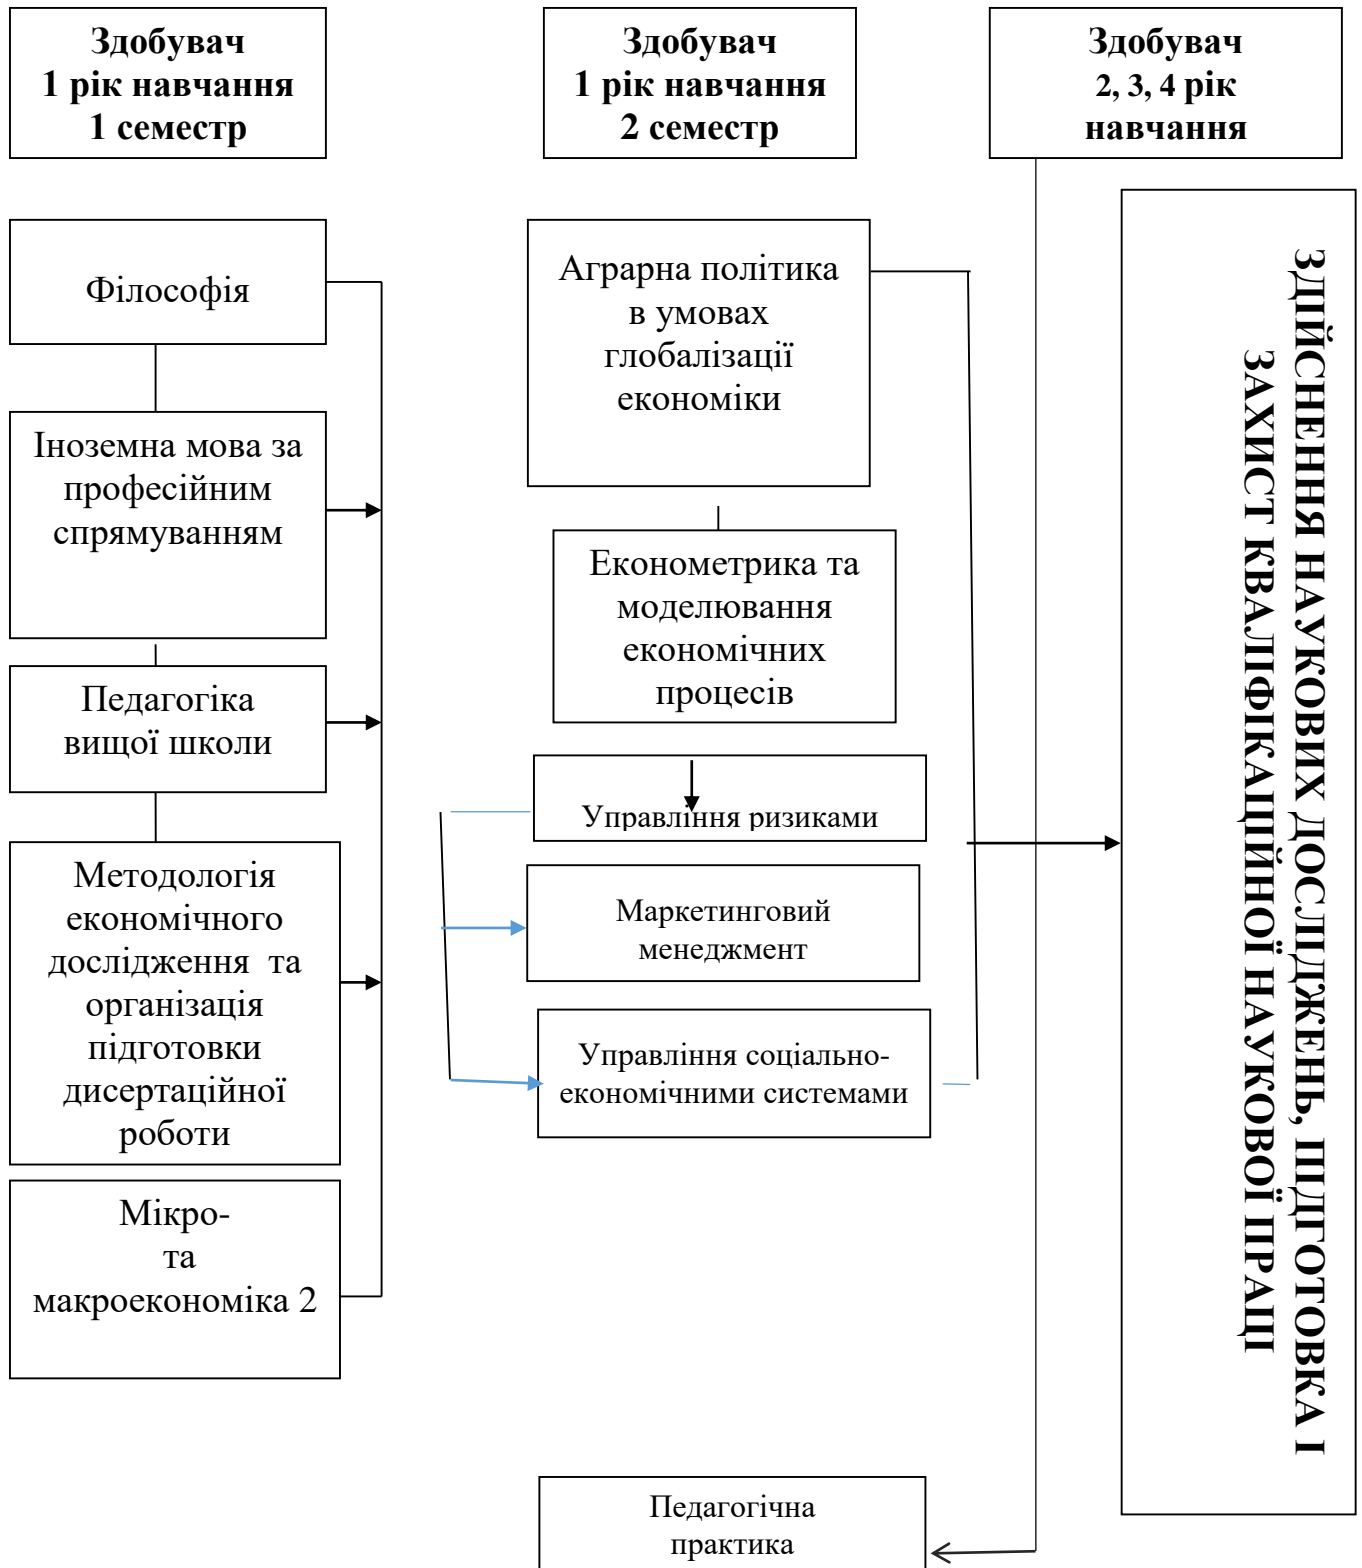 Здобувач
1 рік навчання
1 семестр
Здобувач
1 рік навчання
2 семестр
Здобувач
2, 3, 4 рік
навчання
Філософія
Іноземна мова за
професійним
спрямуванням
Педагогіка
вищої школи
Методологія
економічного
дослідження та
організація
підготовки
дисертаційної
роботи
Мікро-
та
макроекономіка 2
Аграрна політика
в умовах
глобалізації
економіки
Економетрика та
моделювання
економічних
процесів
Управління ризиками
Маркетинговий
менеджмент
Управління соціально-
економічними системами
Педагогічна
практика
ЗДІЙСНЕННЯ НАУКОВИХ ДОСЛІДЖЕНЬ, ПІДГОТОВКА І
ЗАХИСТ КВАЛІФІКАЦІЙНОЇ НАУКОВОЇ ПРАЦІ